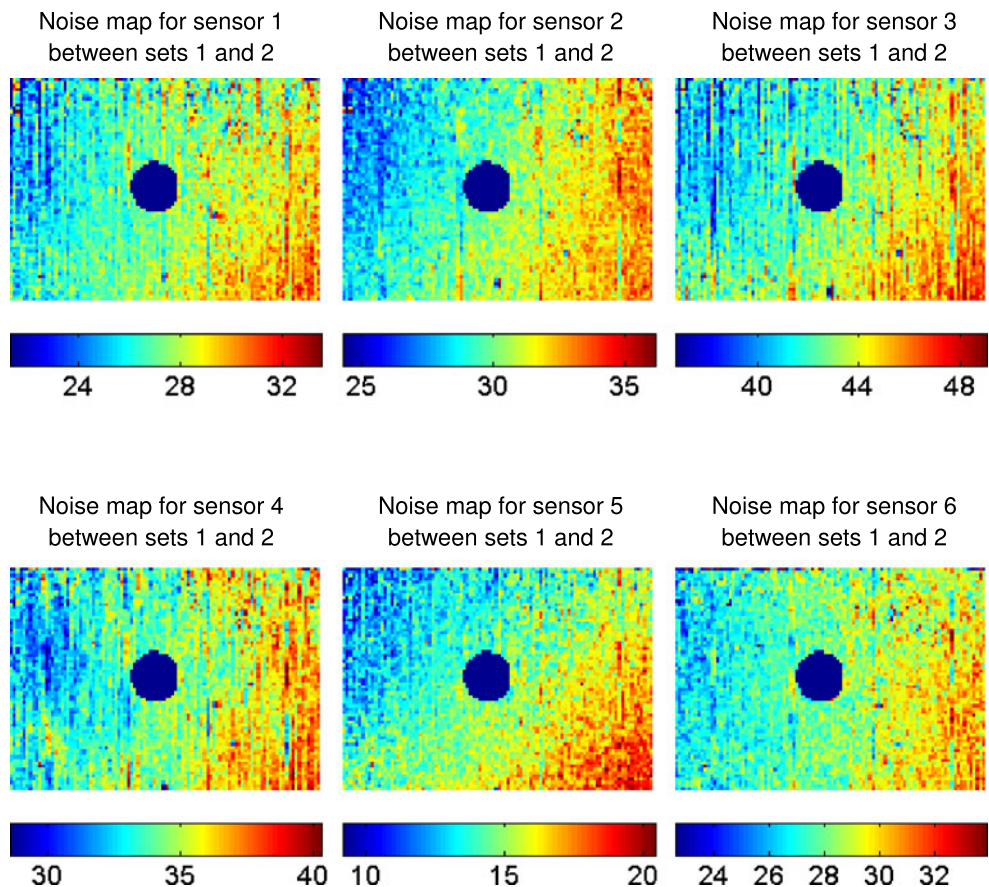 Noise map for sensor 1
between sets 1 and 2
Noise map for sensor 2
between sets 1 and 2
Noise map for sensor 3
between sets 1 and 2
24 28 32
25 30 35
40 44 48
Noise map for sensor 4
between sets 1 and 2
Noise map for sensor 5
between sets 1 and 2
Noise map for sensor 6
between sets 1 and 2
30 35 40
10 15 20
24 26 28 30 32